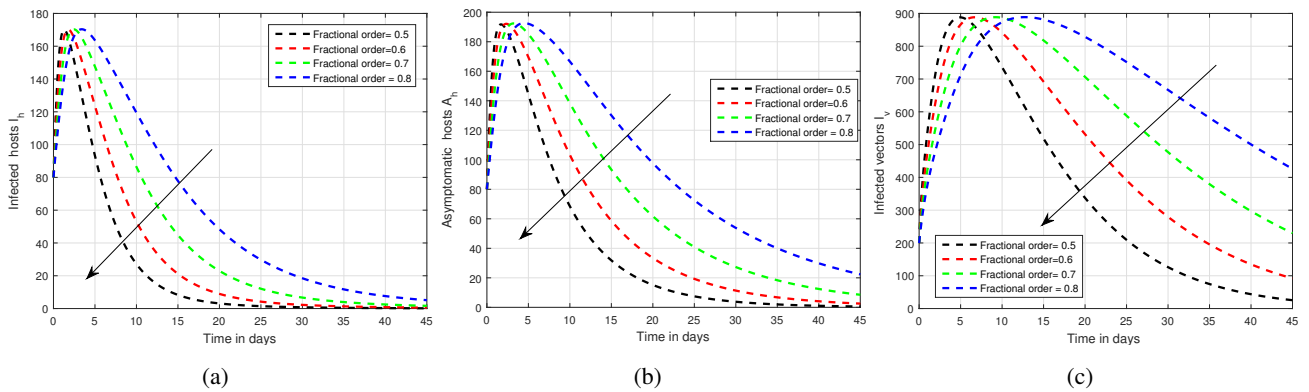 180
160
140
120
100
80
60
40
20
0
Infected hosts I_h
0 5 10 15 20 25 30 35 40 45
Time in days
Fractional order= 0.5
Fractional order= 0.6
Fractional order= 0.7
Fractional order = 0.8
(a)
200
180
160
140
120
100
80
60
40
20
0
Asymptomatic hosts A_h
0 5 10 15 20 25 30 35 40 45
Time in days
Fractional order= 0.5
Fractional order=0.6
Fractional order= 0.7
Fractional order = 0.8
(b)
900
800
700
600
500
400
300
200
100
0
Infected vectors I_v
0 5 10 15 20 25 30 35 40 45
Time in days
Fractional order= 0.5
Fractional order=0.6
Fractional order= 0.7
Fractional order = 0.8
(c)